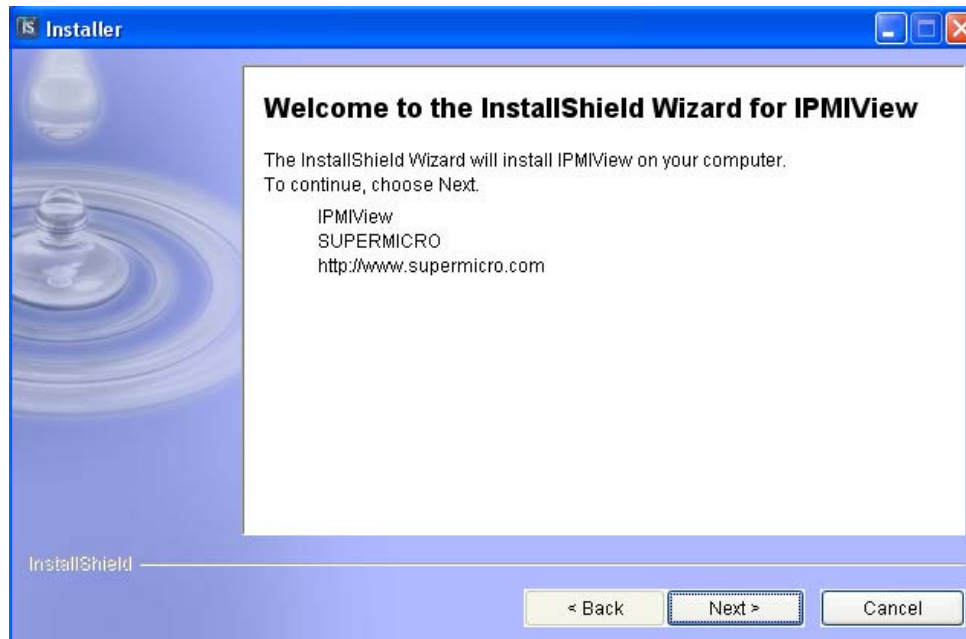 IS Installer
Welcome to the InstallShield Wizard for IPMIView
The InstallShield Wizard will install IPMIView on your computer.
To continue, choose Next.
IPMIView
SUPERMICRO
http://www.supermicro.com
InstallShield
< Back Next > Cancel